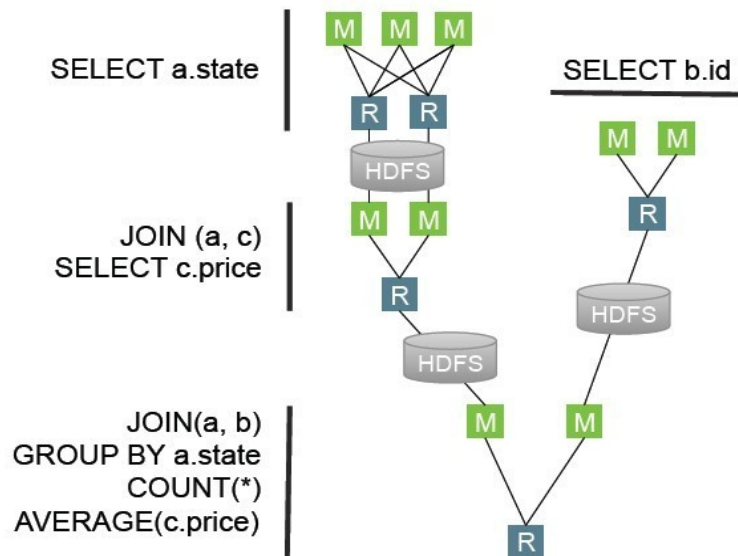 M M M
SELECT a.state
SELECT b.id
R R
M M
HDFS
M M
R
JOIN (a, c)
SELECT c.price
R
HDFS
HDFS
M M
JOIN(a, b)
GROUP BY a.state
COUNT(*)
AVERAGE(c.price)
R